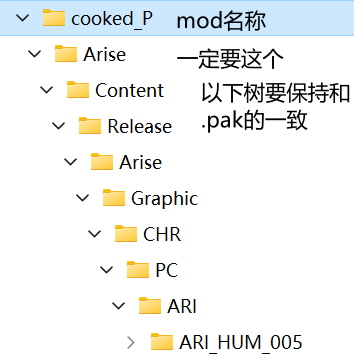 cooked_P mod名称
Arise 一定要这个
Content 以下树要保持和
.pak的一致
Release
Arise
Graphic
CHR
PC
ARI
ARI_HUM_005